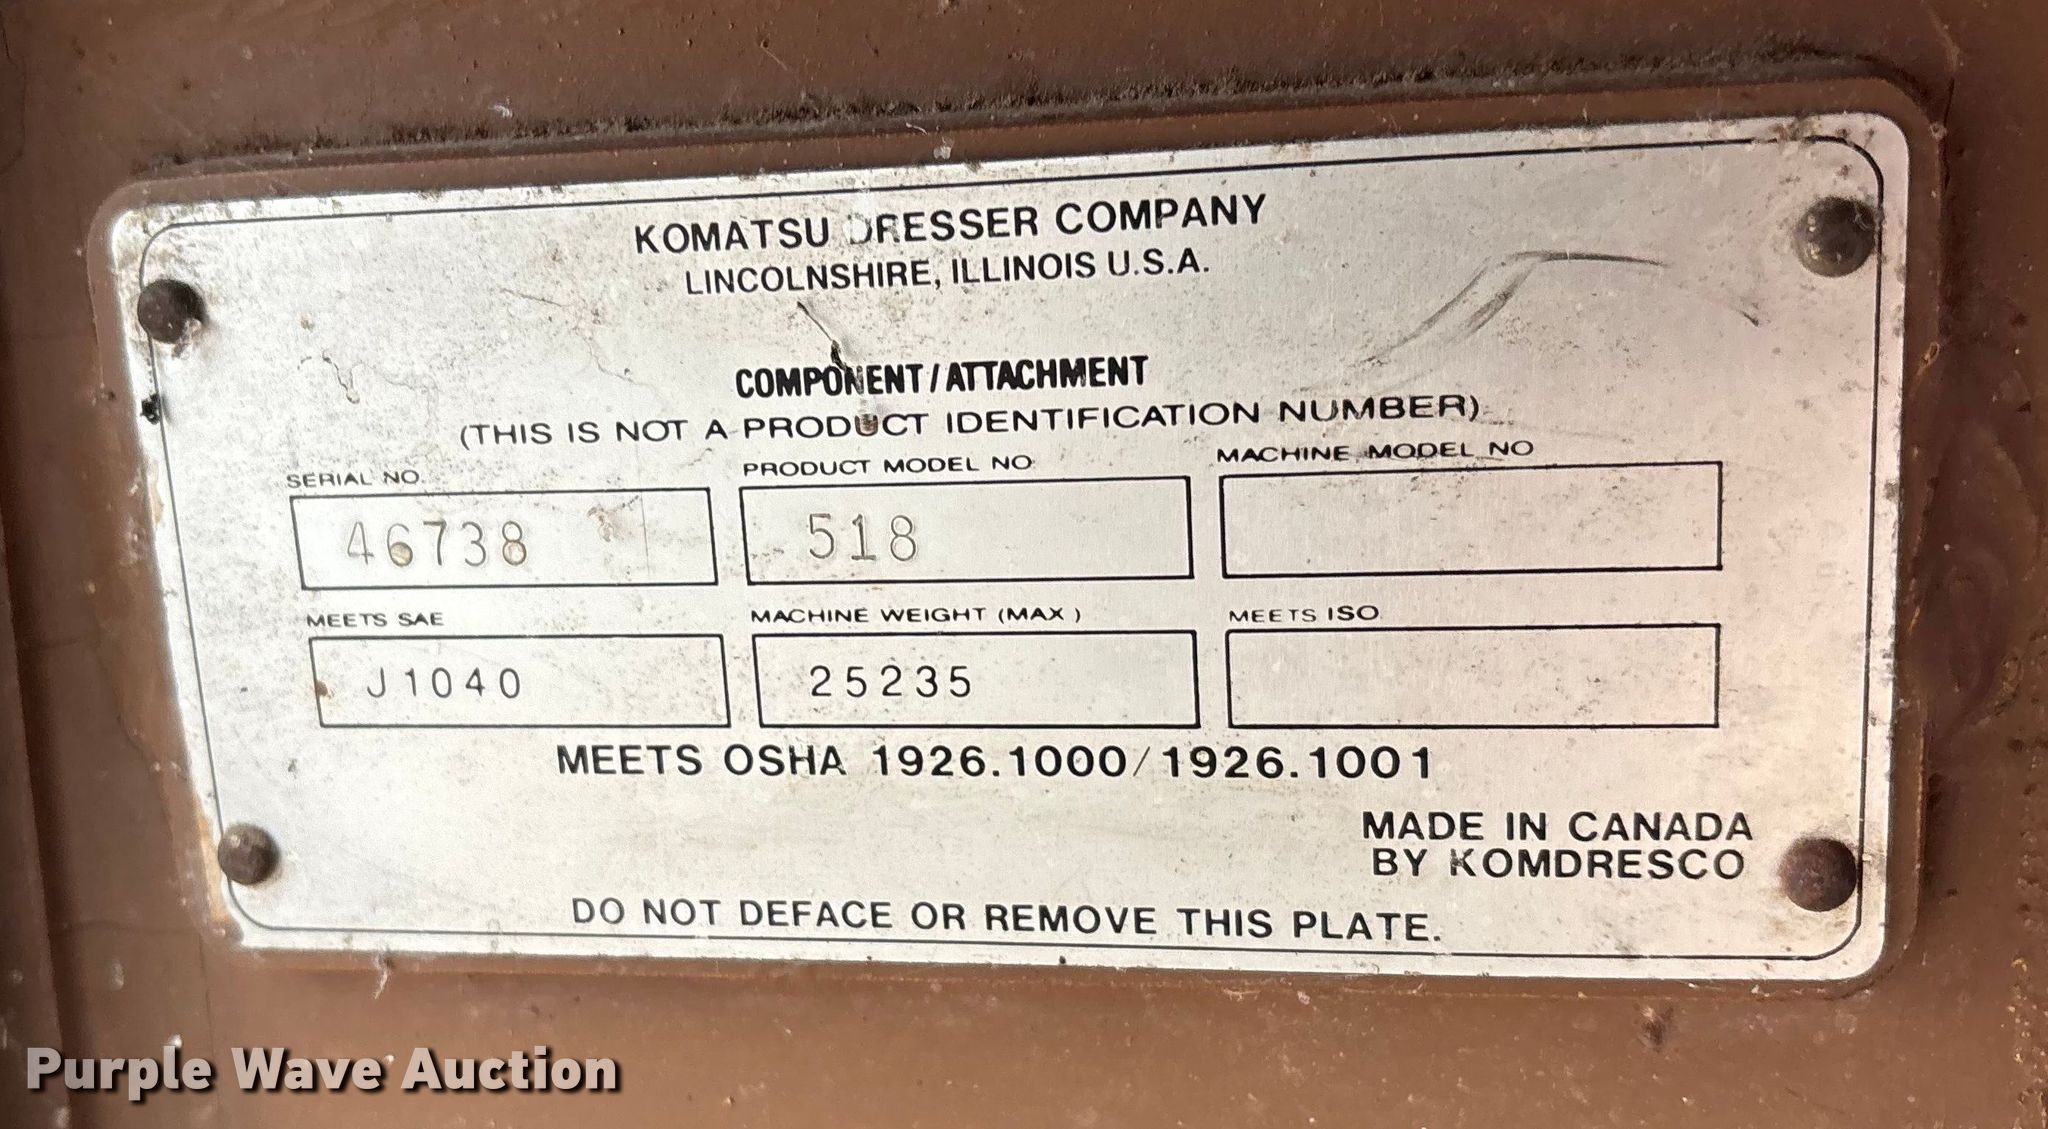 KOMATSU DRESSER COMPANY
LINCOLNSHIRE, ILLINOIS U.S.A.
COMPONENT/ATTACHMENT
(THIS IS NOT A PRODUCT IDENTIFICATION NUMBER)
SERIAL NO. PRODUCT MODEL NO MACHINE MODEL NO
46738 518
MEETS SAE MACHINE WEIGHT (MAX) MEETS ISO
J1040 25235
MEETS OSHA 1926.1000/1926.1001
MADE IN CANADA
BY KOMDRESCO
DO NOT DEFACE OR REMOVE THIS PLATE.
Purple Wave Auction